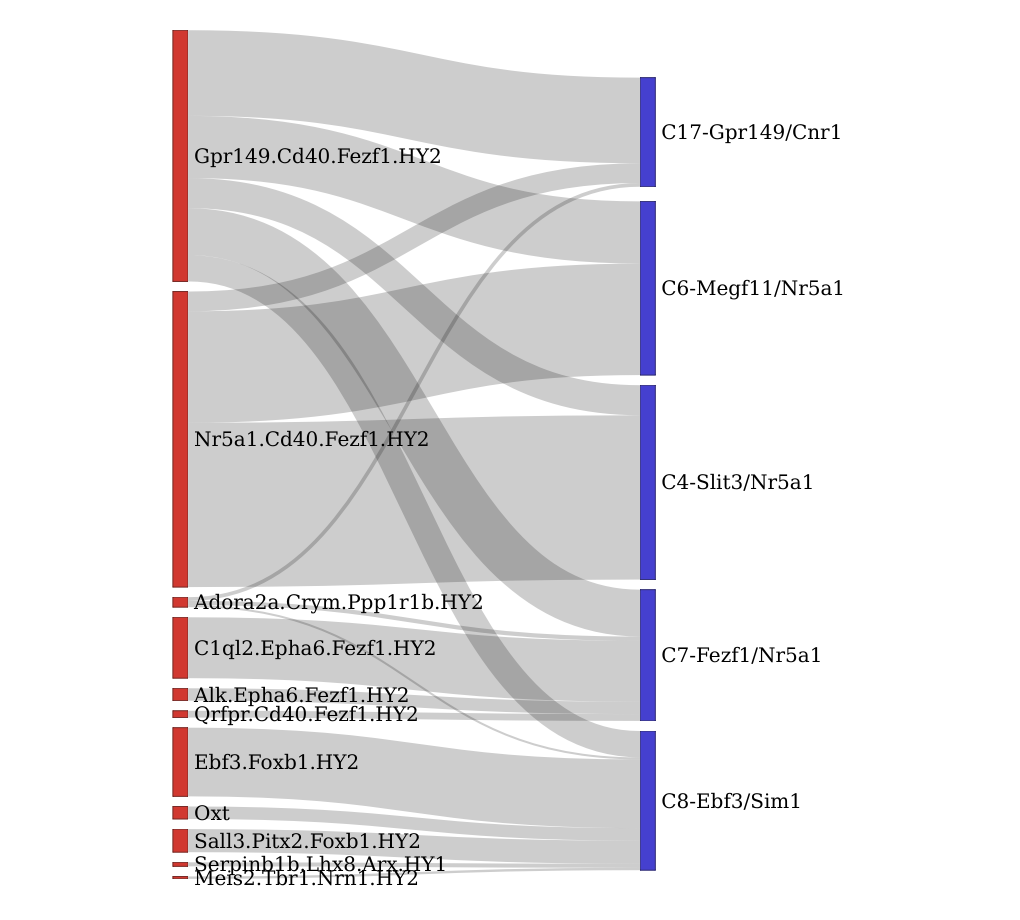 Gpr149.Cd40.Fezf1.HY2
Nr5a1.Cd40.Fezf1.HY2
Adora2a.Crym.Ppp1r1b.HY2
C1ql2.Epha6.Fezf1.HY2
Alk.Epha6.Fezf1.HY2
Qrfpr.Cd40.Fezf1.HY2
Ebf3.Foxb1.HY2
Oxt
Sall3.Pitx2.Foxb1.HY2
Serpinb1b.Lhx8.Arx.HY1
Meis2.Tbr1.Nrn1.HY2
C17-Gpr149/Cnr1
C6-Megf11/Nr5a1
C4-Slit3/Nr5a1
C7-Fezf1/Nr5a1
C8-Ebf3/Sim1